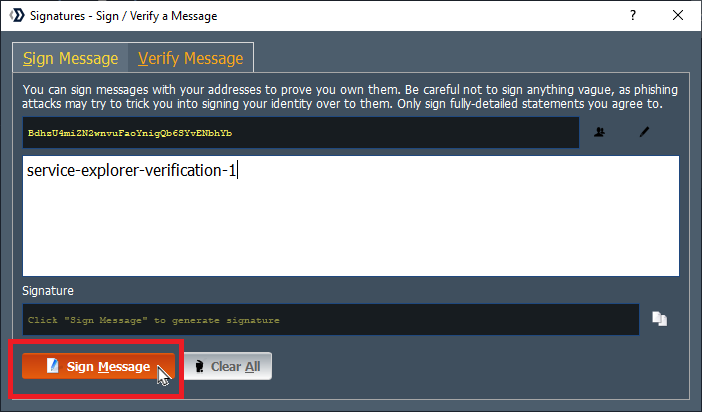 Signatures - Sign / Verify a Message
Sign Message
Verify Message
You can sign messages with your addresses to prove you own them. Be careful not to sign anything vague, as phishing
attacks may try to trick you into signing your identity over to them. Only sign fully-detailed statements you agree to.
BdhsU4miZN2wnvuFaoYnigQb6SYvENbhYb
service-explorer-verification-1
Signature
Click "Sign Message" to generate signature
Sign Message
Clear All